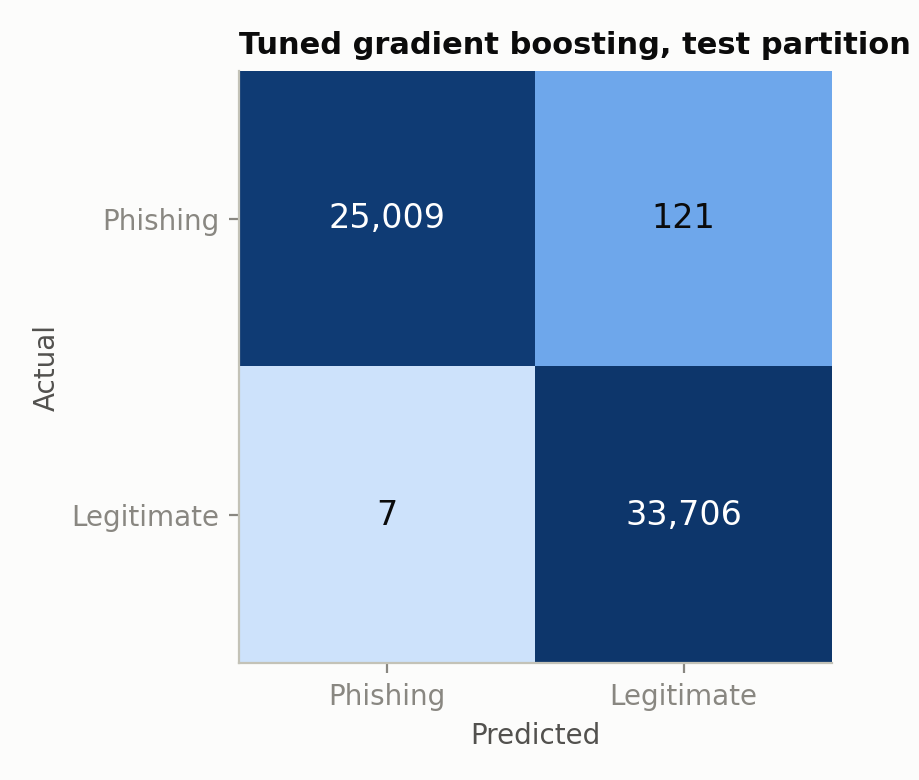 Tuned gradient boosting, test partition
Phishing
25,009
121
Actual
Legitimate
7
33,706
Phishing
Legitimate
Predicted